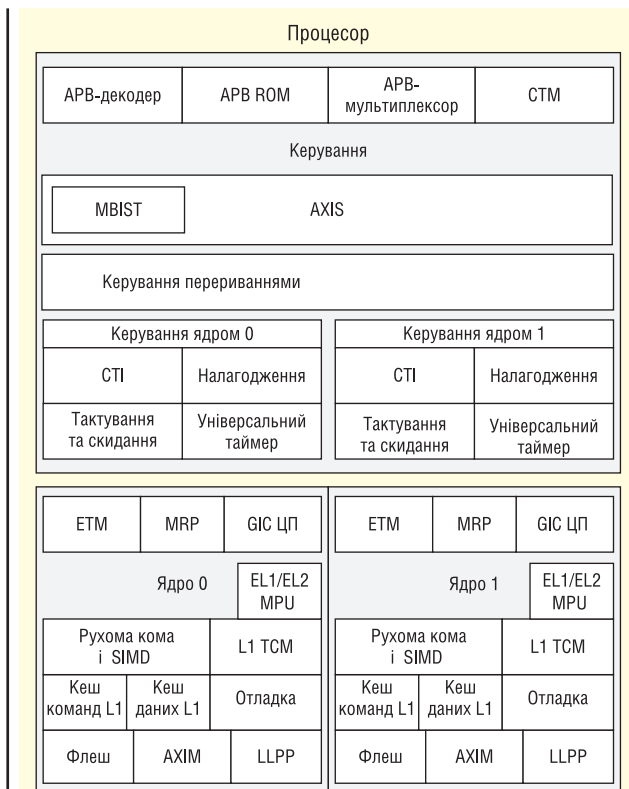 Процесор
АРВ-декодер
APB ROM
АРВ-
мультиплексор
CTM
Керування
MBIST
AXIS
Керування перериваннями
Керування ядром 0
Керування ядром 1
CTI
Налагодження
CTI
Налагодження
Тактування
та скидання
Універсальний
таймер
Тактування
та скидання
Універсальний
таймер
ETM
MRP
GIC ЦП
ETM
MRP
GIC ЦП
Ядро 0
EL1/EL2
MPU
Ядро 1
EL1/EL2
MPU
Рухома кома
і SIMD
L1 TCM
Рухома кома
і SIMD
L1 TCM
Кеш
команд L1
Кеш
даних L1
Отладка
Кеш
команд L1
Кеш
даних L1
Отладка
Флеш
AXIM
LLPP
Флеш
AXIM
LLPP